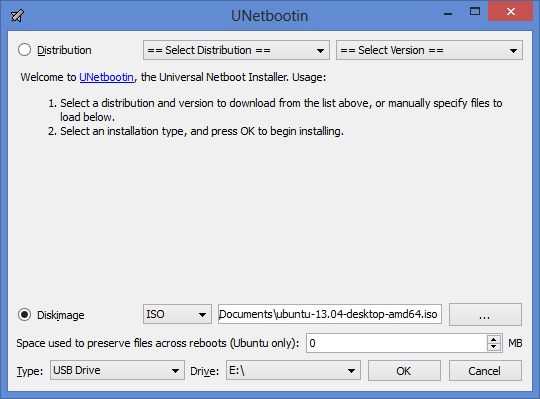 UNetbootin
Distribution == Select Distribution == == Select Version ==
Welcome to UNetbootin, the Universal Netboot Installer. Usage:
1. Select a distribution and version to download from the list above, or manually specify files to
load below.
2. Select an installation type, and press OK to begin installing.
Diskimage ISO Documents\ubuntu-13.04-desktop-amd64.iso ...
Space used to preserve files across reboots (Ubuntu only): 0 MB
Type: USB Drive Drive: E:\ OK Cancel